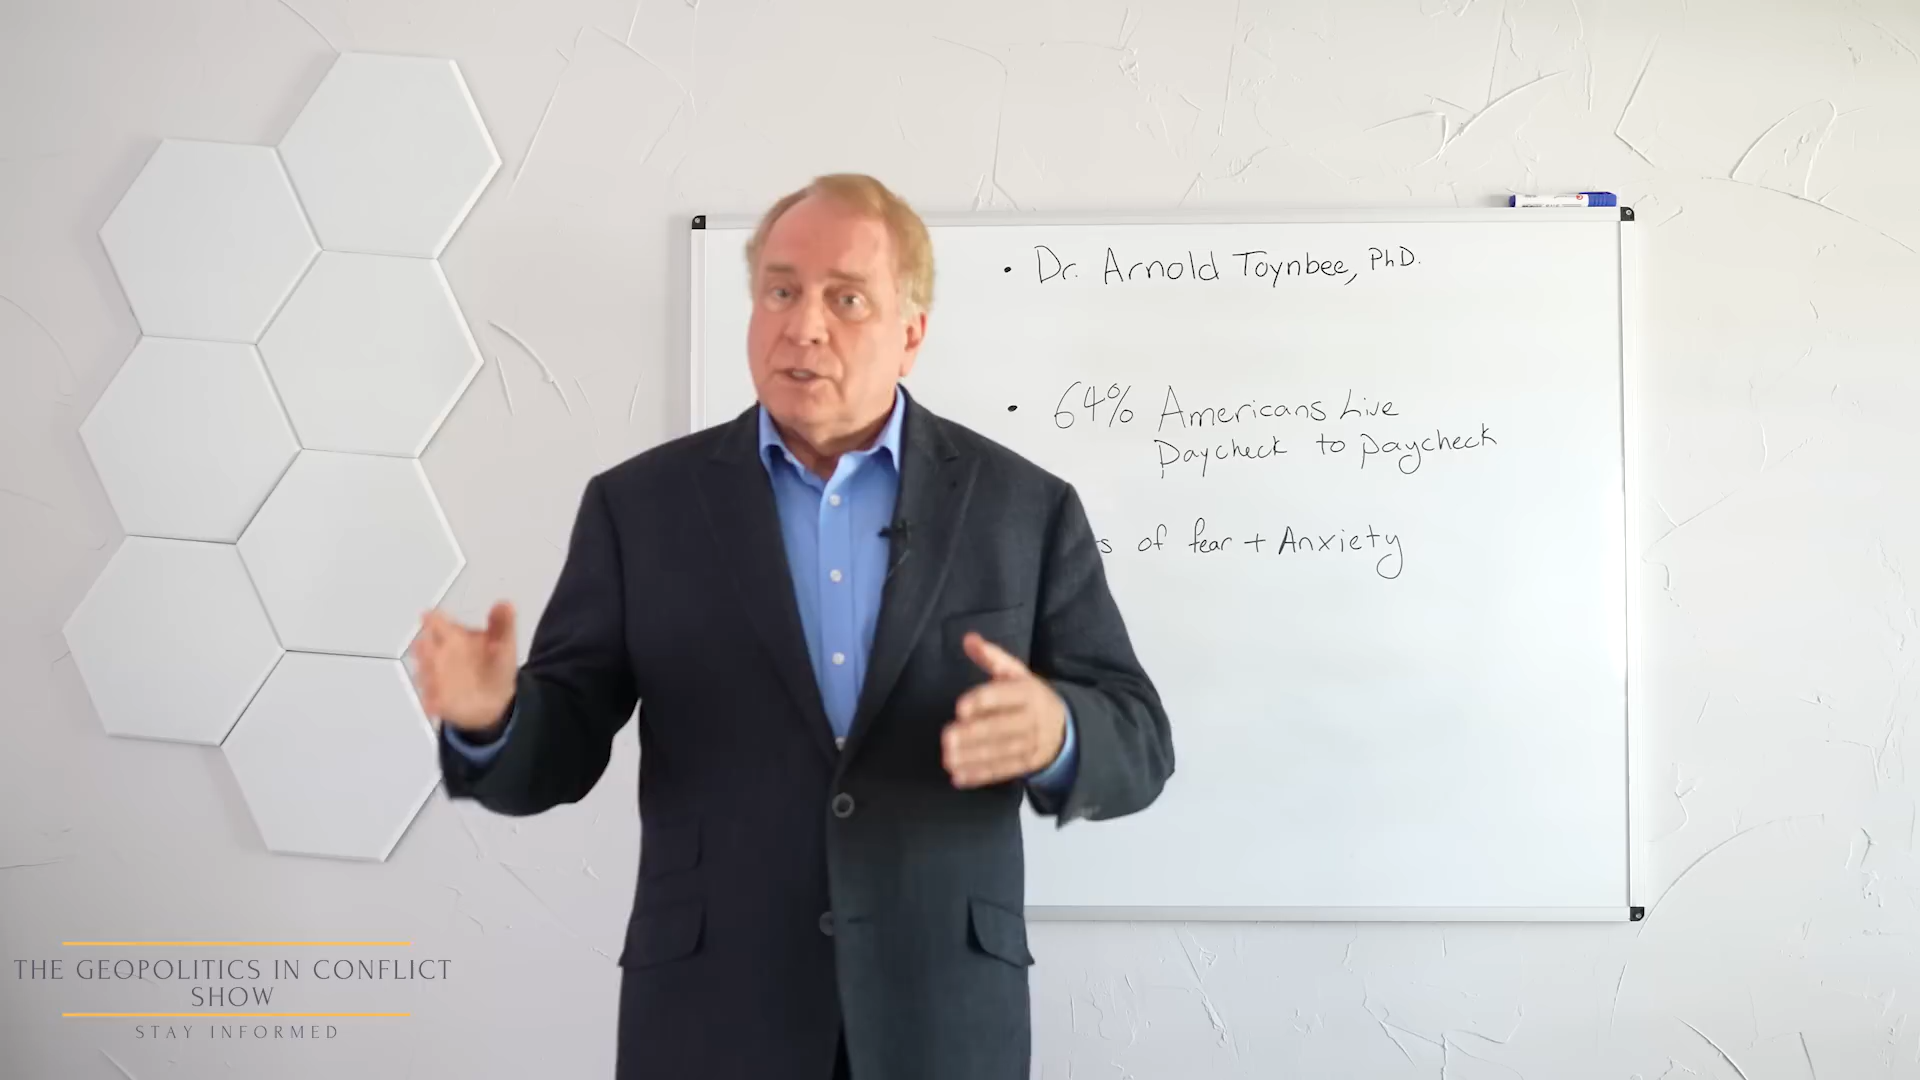 • Dr. Arnold Toynbee, PhD.
• 64% Americans Live
Paycheck to Paycheck
of fear + Anxiety
THE GEOPOLITICS IN CONFLICT
SHOW
STAY INFORMED